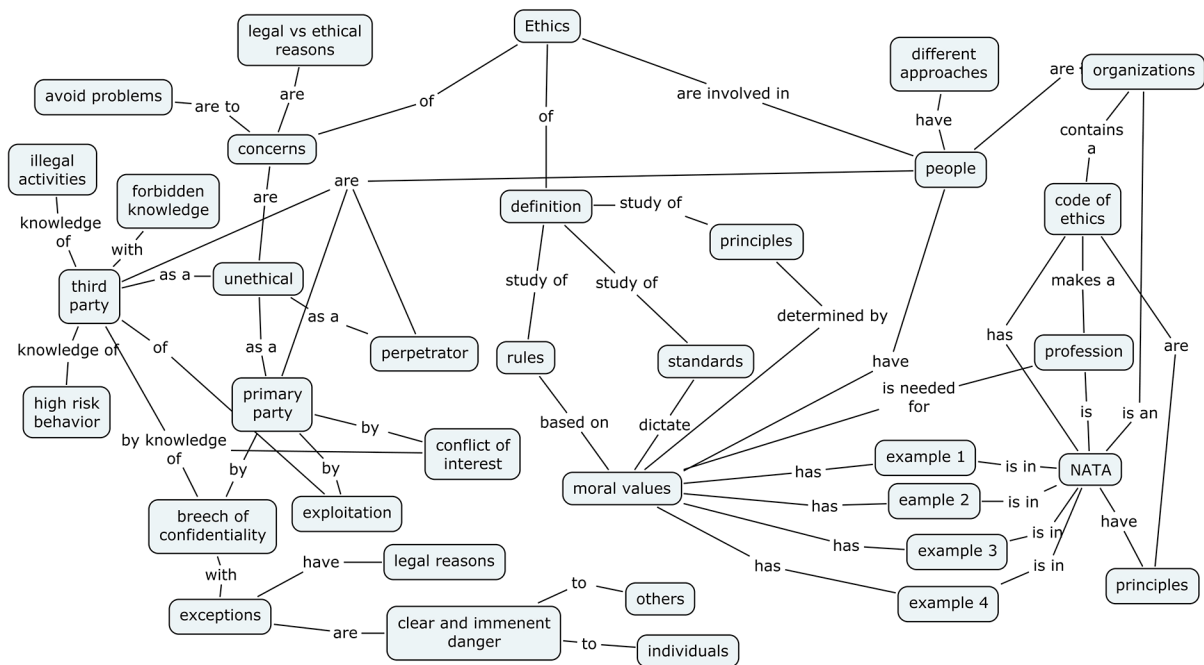 Ethics
legal vs ethical
reasons
different
approaches
organizations
are
avoid problems
are to
are
of
are involved in
have
contains
a
concerns
of
people
illegal
activities
forbidden
knowledge
are
are
definition
study of
principles
code of
ethics
knowledge
of
with
third
party
as a
unethical
study of
study of
makes a
as a
determined by
knowledge of
of
as a
perpetrator
rules
standards
has
profession
are
high risk
behavior
primary
party
have
is needed
for
by knowledge
of
by
conflict of
interest
based on
dictate
is
is an
by
by
moral values
has
example 1
is in
NATA
has
eample 2
is in
breech of
confidentiality
exploitation
has
example 3
is in
have
with
have
legal reasons
has
is in
principles
exceptions
are
clear and immenent
danger
to
others
example 4
to
individuals